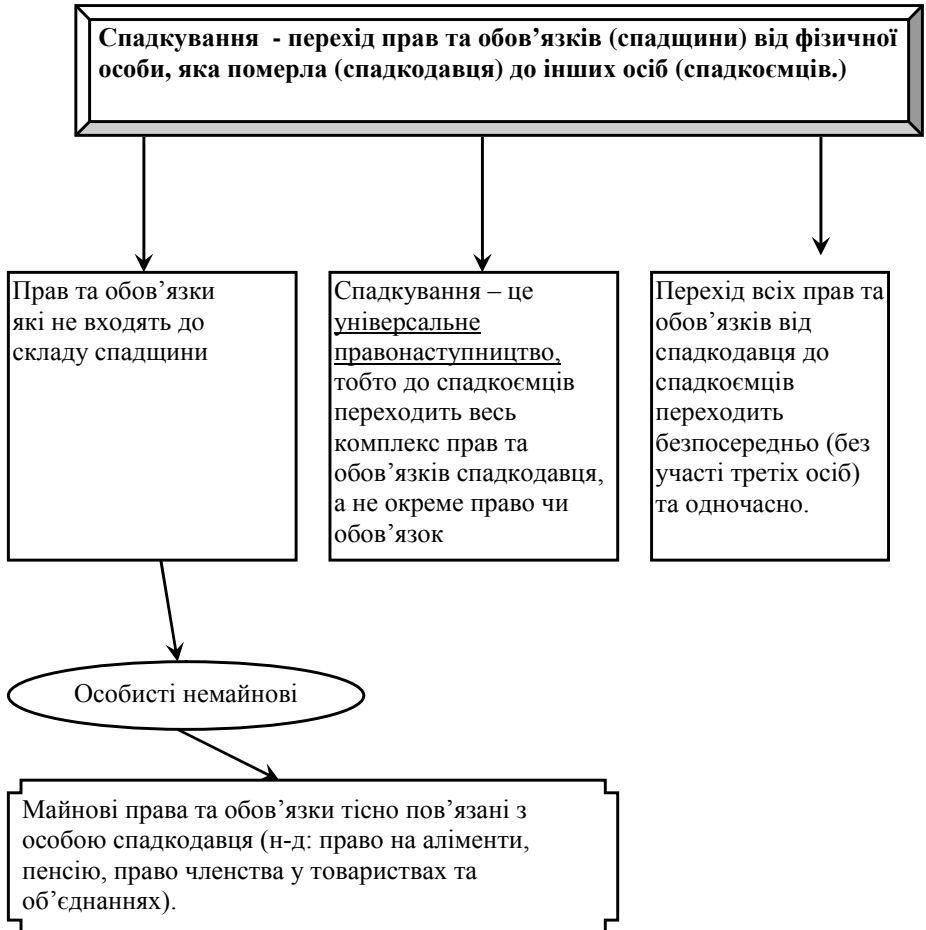 Спадкування - перехід прав та обов’язків (спадщини) від фізичної
особи, яка померла (спадкодавця) до інших осіб (спадкоємців.)
Прав та обов’язки
які не входять до
складу спадщини
Спадкування – це
універсальне
правонаступництво,
тобто до спадкоємців
переходить весь
комплекс прав та
обов’язків спадкодавця,
а не окреме право чи
обов’язок
Перехід всіх прав та
обов’язків від
спадкодавця до
спадкоємців
переходить
безпосередньо (без
участі третіх осіб)
та одночасно.
Особисті немайнові
Майнові права та обов’язки тісно пов’язані з
особою спадкодавця (н-д: право на аліменти,
пенсію, право членства у товариствах та
об’єднаннях).